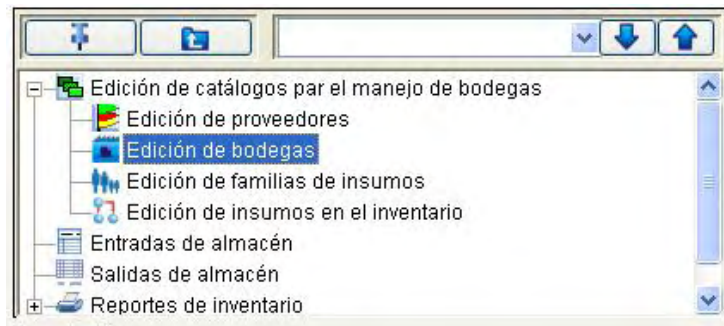 Edición de catálogos par el manejo de bodegas
Edición de proveedores
Edición de bodegas
Edición de familias de insumos
Edición de insumos en el inventario
Entradas de almacén
Salidas de almacén
Reportes de inventario